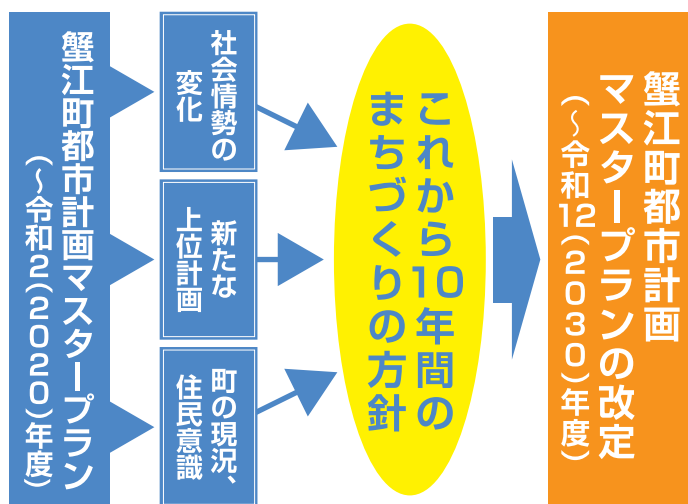 蟹江町都市計画マスタープラン
（～令和2（2020）年度）
社会情勢の
変化
新たな
上位計画
町の現況、
住民意識
これから10年間の
まちづくりの方針
蟹江町都市計画
マスタープランの改定
（～令和12（2030）年度）